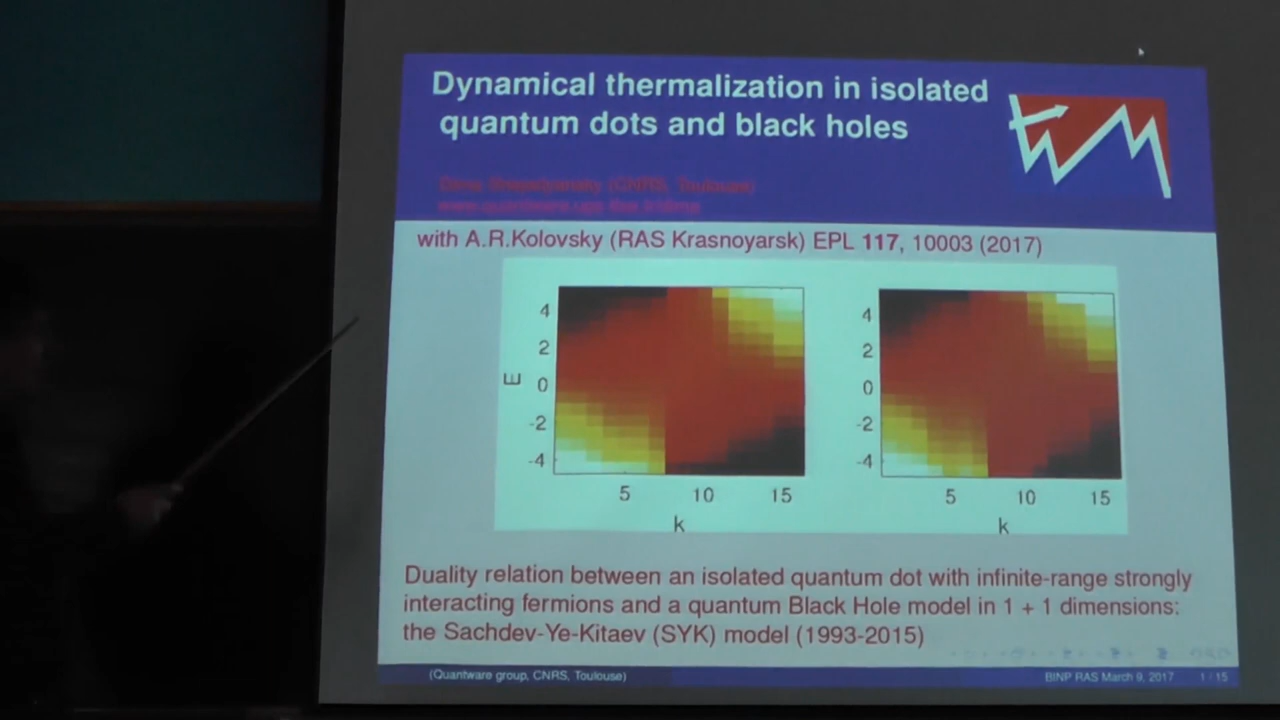 Dynamical thermalization in isolated
quantum dots and black holes
(CNRS, Toulouse)
with A.R.Kolovsky (RAS Krasnoyarsk) EPL 117, 10003 (2017)
4
2
0
-2
-4
E
5 10 15
k
4
2
0
-2
-4
5 10 15
k
Duality relation between an isolated quantum dot with infinite-range strongly
interacting fermions and a quantum Black Hole model in 1 + 1 dimensions:
the Sachdev-Ye-Kitaev (SYK) model (1993-2015)
(Quantware group, CNRS, Toulouse)
BINP RAS March 9, 2017 1 / 15